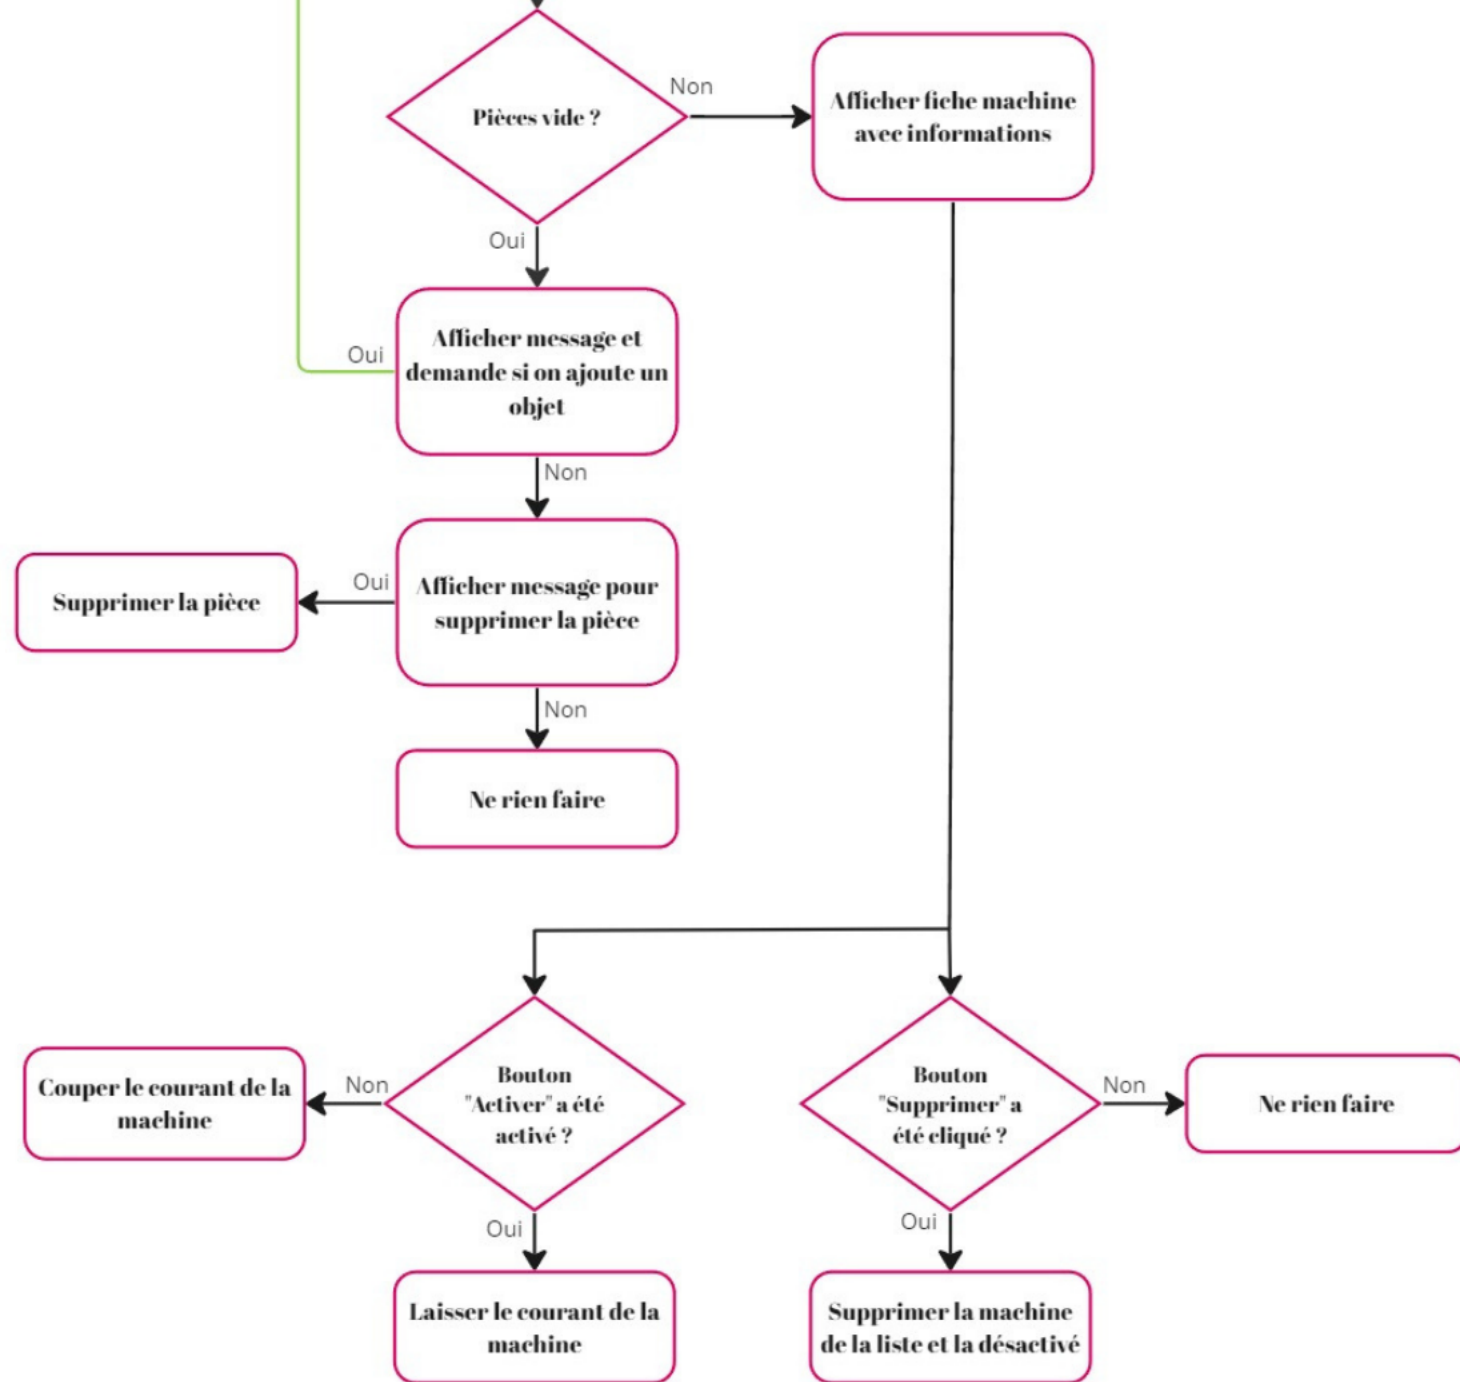 Pièces vide ?
Non
Afficher fiche machine
avec informations
Oui
Afficher message et
demande si on ajoute un
objet
Oui
Non
Afficher message pour
supprimer la pièce
Oui
Supprimer la pièce
Non
Ne rien faire
Bouton
"Activer" a été
activé ?
Non
Couper le courant de la
machine
Oui
Laisser le courant de la
machine
Bouton
"Supprimer" a
été cliqué ?
Non
Ne rien faire
Oui
Supprimer la machine
de la liste et la désactivé